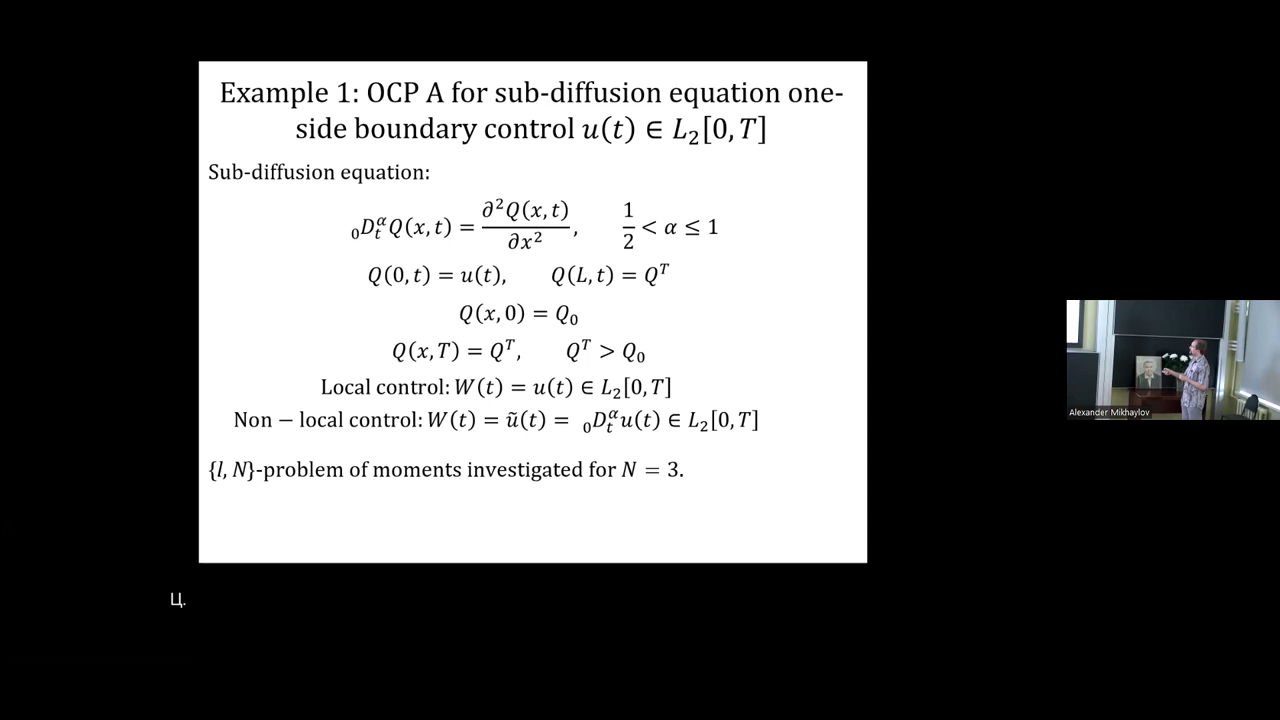 Example 1: OCP A for sub-diffusion equation one-
side boundary control u(t) ∈ L₂[0, T]
Sub-diffusion equation:
₀D_t^α Q(x, t) = ∂²Q(x, t)/∂x², 1/2 < α ≤ 1
Q(0, t) = u(t), Q(L, t) = Q^T
Q(x, 0) = Q₀
Q(x, T) = Q^T, Q^T > Q₀
Local control: W(t) = u(t) ∈ L₂[0, T]
Non − local control: W(t) = ũ(t) = ₀D_t^α u(t) ∈ L₂[0, T]
{l, N}-problem of moments investigated for N = 3.
Alexander Mikhaylov
Ц.